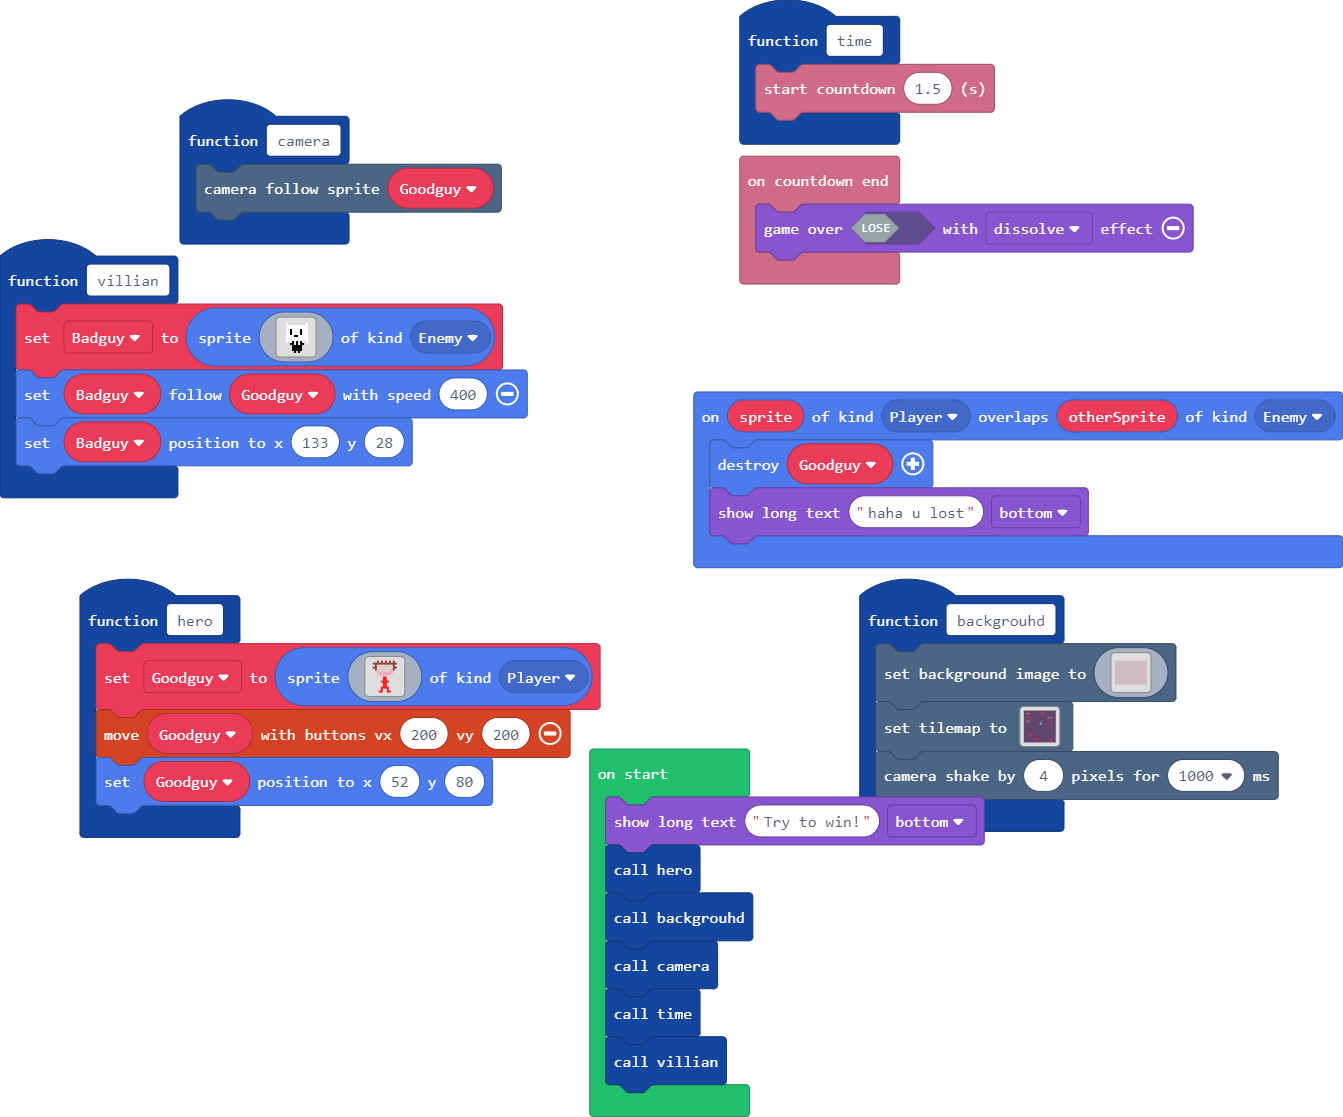 function time
start countdown 1.5 (s)
function camera
camera follow sprite Goodguy
on countdown end
game over LOSE with dissolve effect
function villian
set Badguy to sprite of kind Enemy
set Badguy follow Goodguy with speed 400
set Badguy position to x 133 y 28
on sprite of kind Player overlaps otherSprite of kind Enemy
destroy Goodguy
show long text "haha u lost" bottom
function hero
set Goodguy to sprite of kind Player
move Goodguy with buttons vx 200 vy 200
set Goodguy position to x 52 y 80
function backgrouhd
set background image to
set tilemap to
camera shake by 4 pixels for 1000 ms
on start
show long text "Try to win!" bottom
call hero
call backgrouhd
call camera
call time
call villian